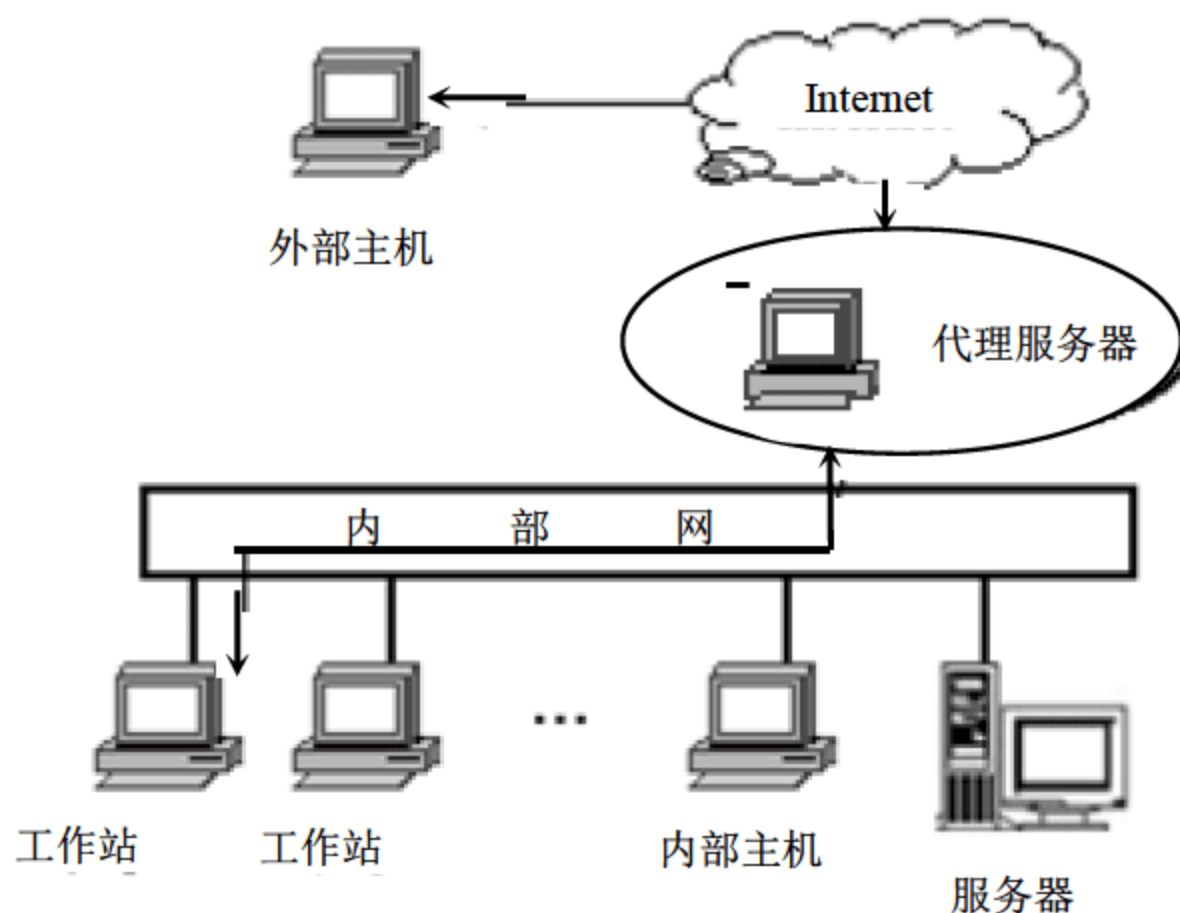 Internet
外部主机
代理服务器
内 部 网
...
工作站
工作站
内部主机
服务器